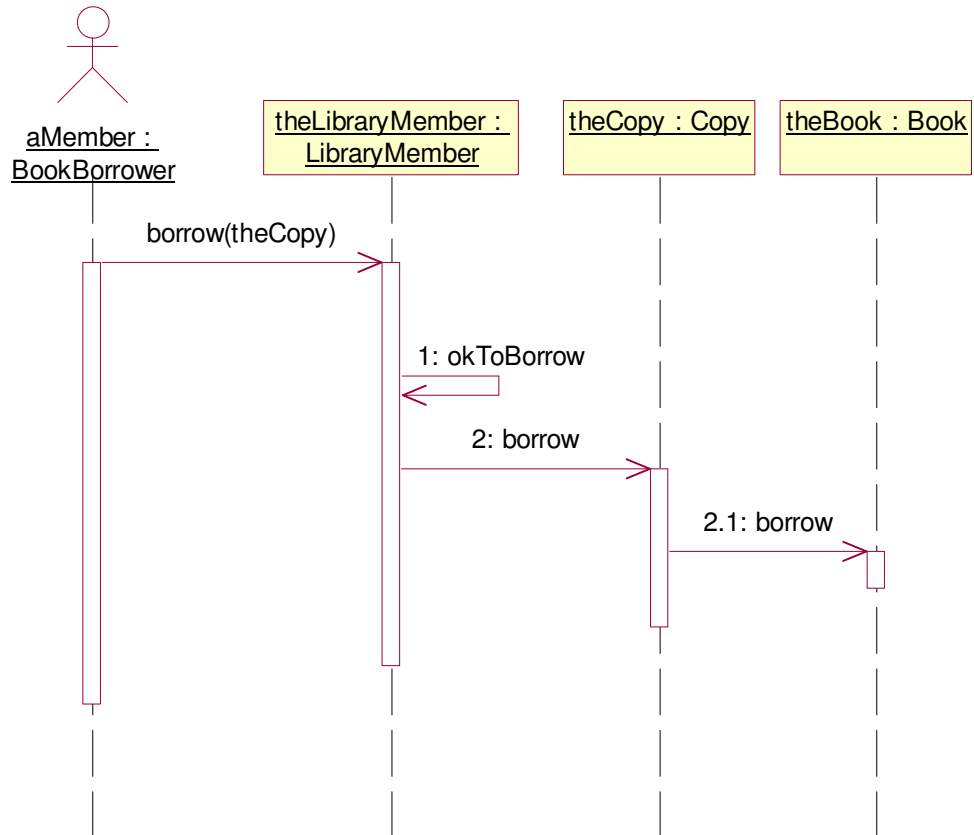 aMember :
BookBorrower
theLibraryMember :
LibraryMember
theCopy : Copy
theBook : Book
borrow(theCopy)
1: okToBorrow
2: borrow
2.1: borrow